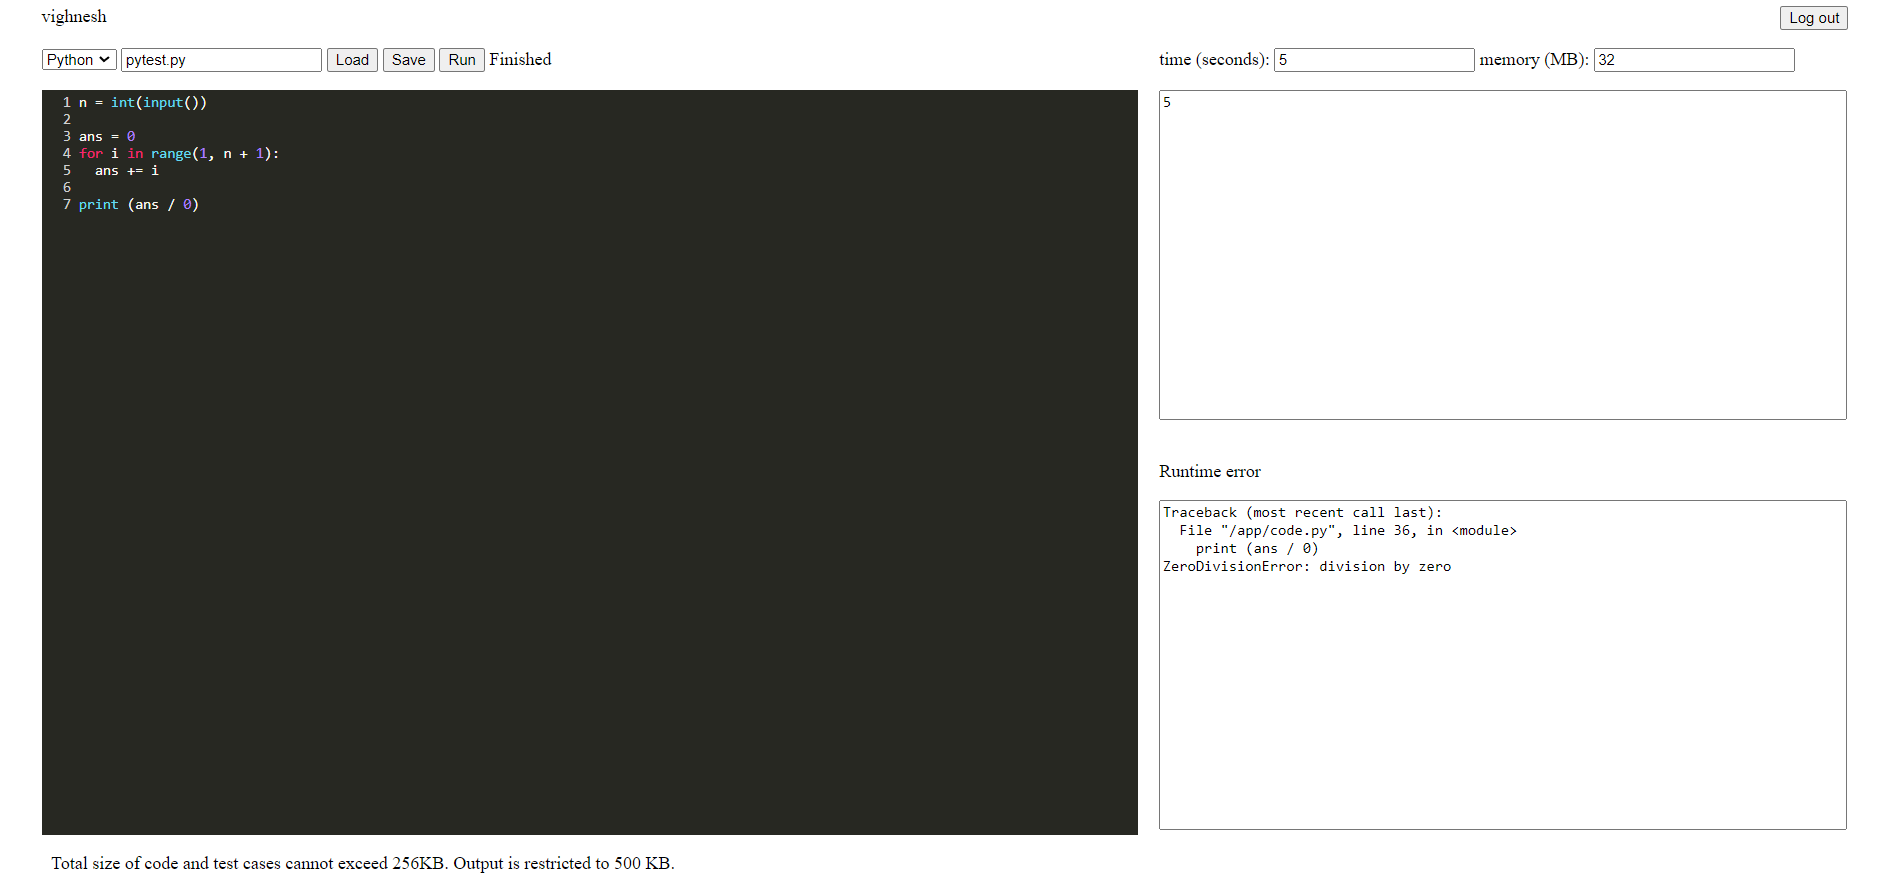 vighnesh
Log out
Python pytest.py Load Save Run Finished
time (seconds): 5 memory (MB): 32
1 n = int(input())
2
3 ans = 0
4 for i in range(1, n + 1):
5   ans += i
6
7 print (ans / 0)
5
Runtime error
Traceback (most recent call last):
  File "/app/code.py", line 36, in <module>
    print (ans / 0)
ZeroDivisionError: division by zero
Total size of code and test cases cannot exceed 256KB. Output is restricted to 500 KB.